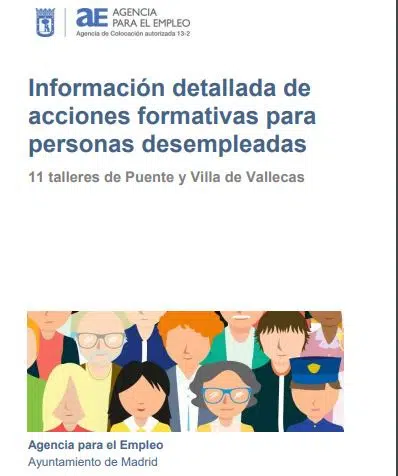 AE AGENCIA
PARA EL EMPLEO
Agencia de Colocación autorizada 13-2
Información detallada de
acciones formativas para
personas desempleadas
11 talleres de Puente y Villa de Vallecas
Agencia para el Empleo
Ayuntamiento de Madrid